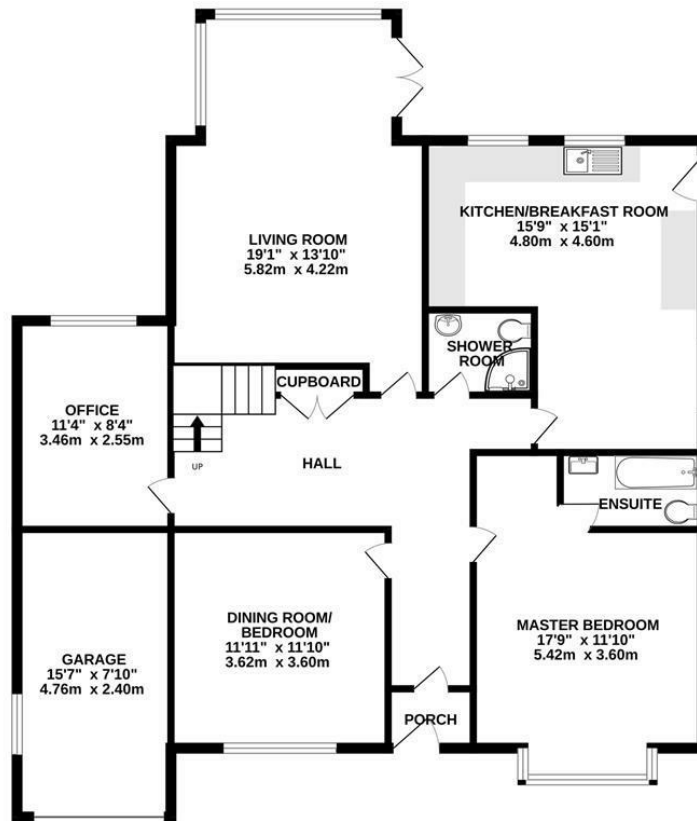 LIVING ROOM
19'1" x 13'10"
5.82m x 4.22m
KITCHEN/BREAKFAST ROOM
15'9" x 15'1"
4.80m x 4.60m
SHOWER
ROOM
CUPBOARD
OFFICE
11'4" x 8'4"
3.46m x 2.55m
UP
HALL
ENSUITE
DINING ROOM/
BEDROOM
11'11" x 11'10"
3.62m x 3.60m
MASTER BEDROOM
17'9" x 11'10"
5.42m x 3.60m
GARAGE
15'7" x 7'10"
4.76m x 2.40m
PORCH